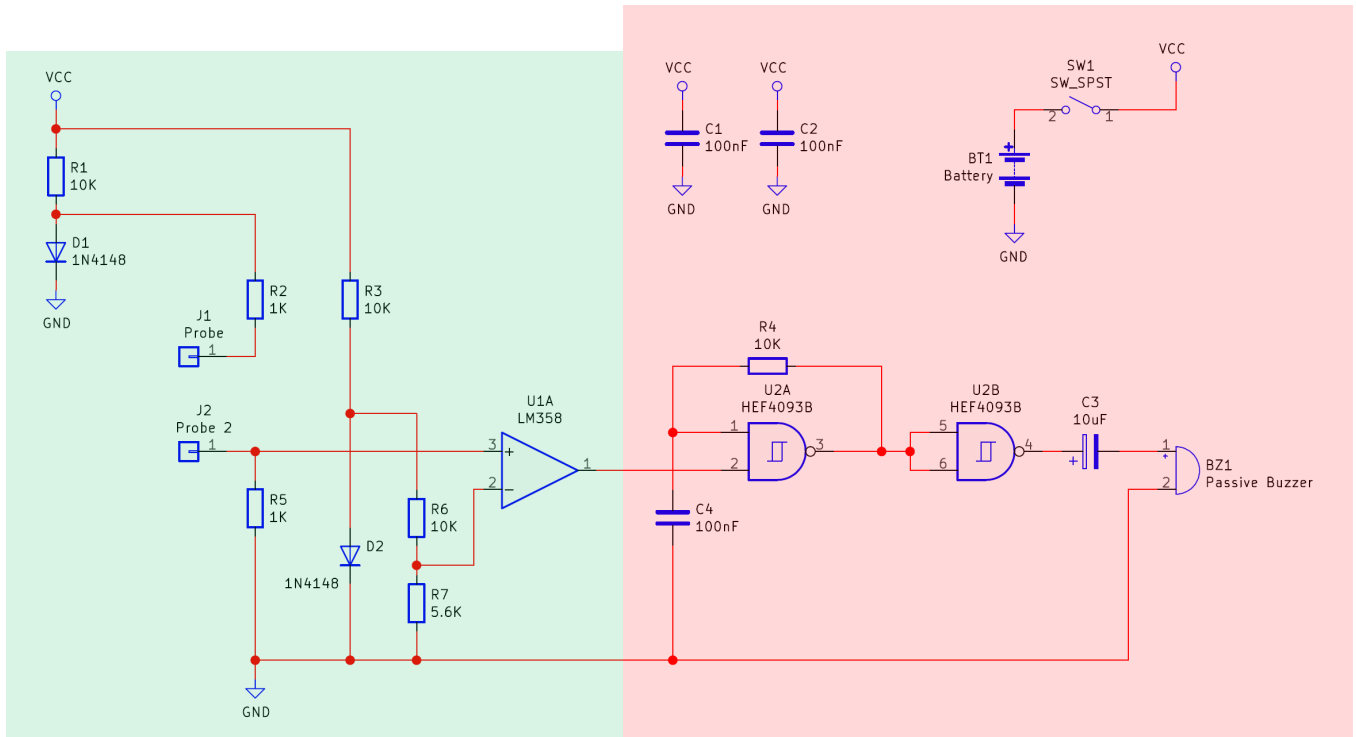 VCC
R1
10K
D1
1N4148
GND
J1
Probe
1
R2
1K
R3
10K
J2
Probe 2
1
R5
1K
GND
D2
1N4148
R6
10K
R7
5.6K
U1A
LM358
3
+
2
−
1
VCC
C1
100nF
GND
VCC
C2
100nF
GND
SW1
SW_SPST
2
1
VCC
+
BT1
Battery
GND
R4
10K
U2A
HEF4093B
1
2
3
C4
100nF
U2B
HEF4093B
5
6
4
C3
10uF
+
1
+
2
BZ1
Passive Buzzer